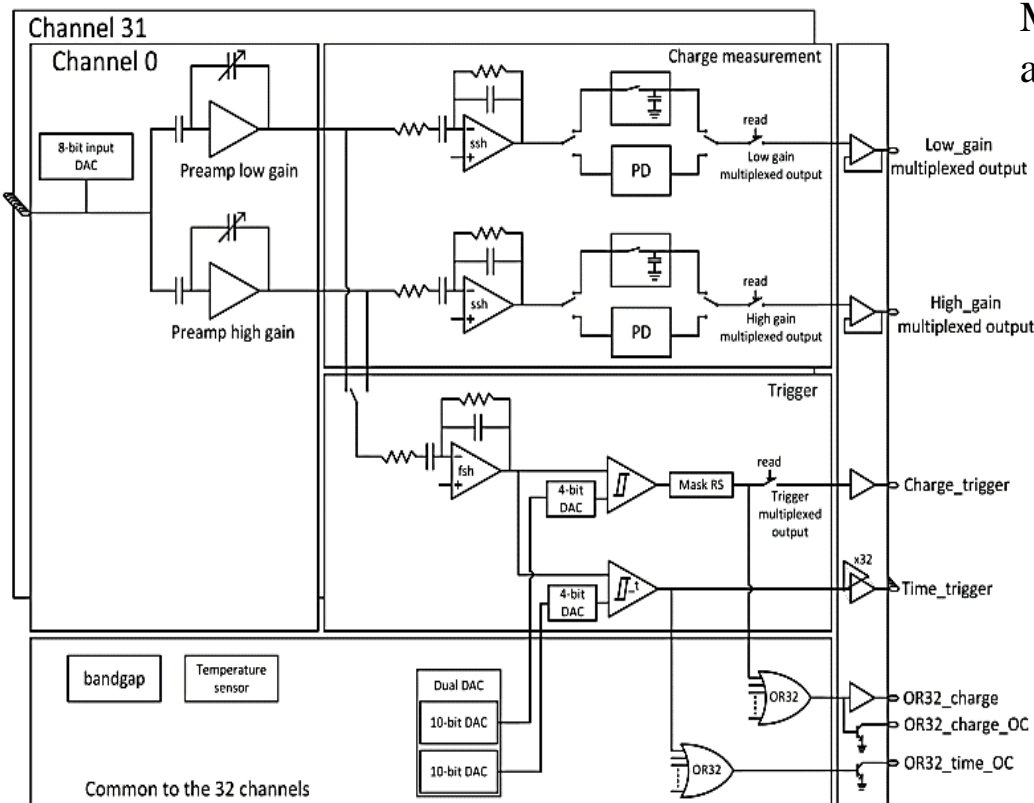 Channel 31
Channel 0
8-bit input
DAC
Preamp low gain
Preamp high gain
Charge measurement
ssh
PD
read
Low gain
multiplexed output
Low_gain
multiplexed output
ssh
PD
read
High gain
multiplexed output
High_gain
multiplexed output
Trigger
fsh
4-bit
DAC
Mask RS
read
Trigger
multiplexed
output
Charge_trigger
4-bit
DAC
_t
x32
Time_trigger
bandgap
Temperature
sensor
Dual DAC
10-bit DAC
10-bit DAC
OR32
OR32
OR32_charge
OR32_charge_OC
OR32_time_OC
Common to the 32 channels